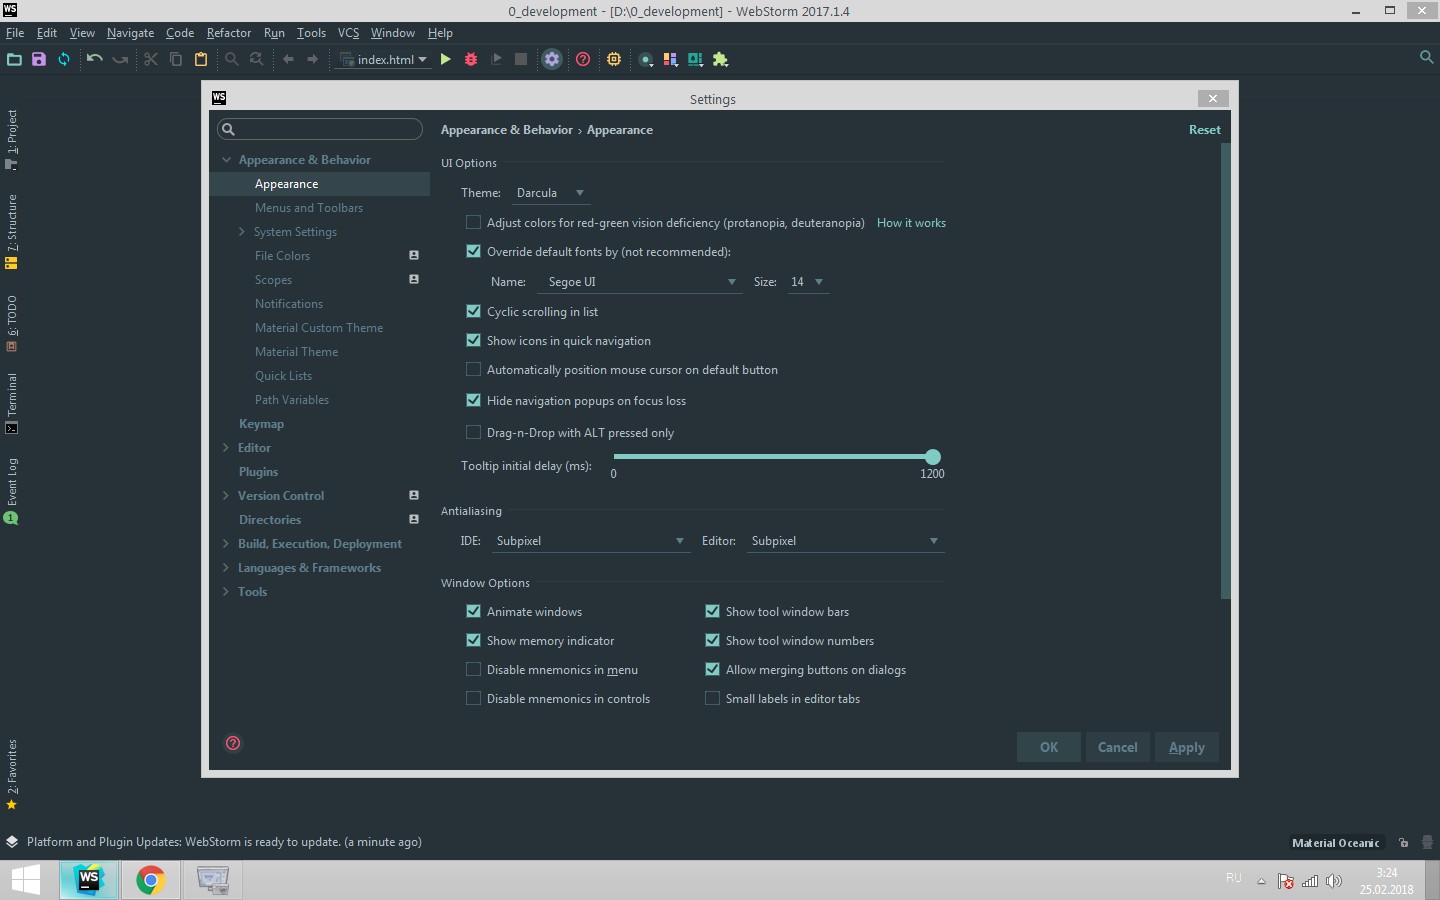 WS
0_development - [D:\0_development] - WebStorm 2017.1.4
File Edit View Navigate Code Refactor Run Tools VCS Window Help
index.html
1: Project
7: Structure
6: TODO
Terminal
Event Log
1
2: Favorites
WS
Settings
Appearance & Behavior › Appearance
Reset
Appearance & Behavior
Appearance
Menus and Toolbars
System Settings
File Colors
Scopes
Notifications
Material Custom Theme
Material Theme
Quick Lists
Path Variables
Keymap
Editor
Plugins
Version Control
Directories
Build, Execution, Deployment
Languages & Frameworks
Tools
UI Options
Theme: Darcula
Adjust colors for red-green vision deficiency (protanopia, deuteranopia) How it works
Override default fonts by (not recommended):
Name: Segoe UI Size: 14
Cyclic scrolling in list
Show icons in quick navigation
Automatically position mouse cursor on default button
Hide navigation popups on focus loss
Drag-n-Drop with ALT pressed only
Tooltip initial delay (ms):
0 1200
Antialiasing
IDE: Subpixel Editor: Subpixel
Window Options
Animate windows Show tool window bars
Show memory indicator Show tool window numbers
Disable mnemonics in menu Allow merging buttons on dialogs
Disable mnemonics in controls Small labels in editor tabs
?
OK Cancel Apply
Platform and Plugin Updates: WebStorm is ready to update. (a minute ago)
Material Oceanic
WS
RU
3:24
25.02.2018